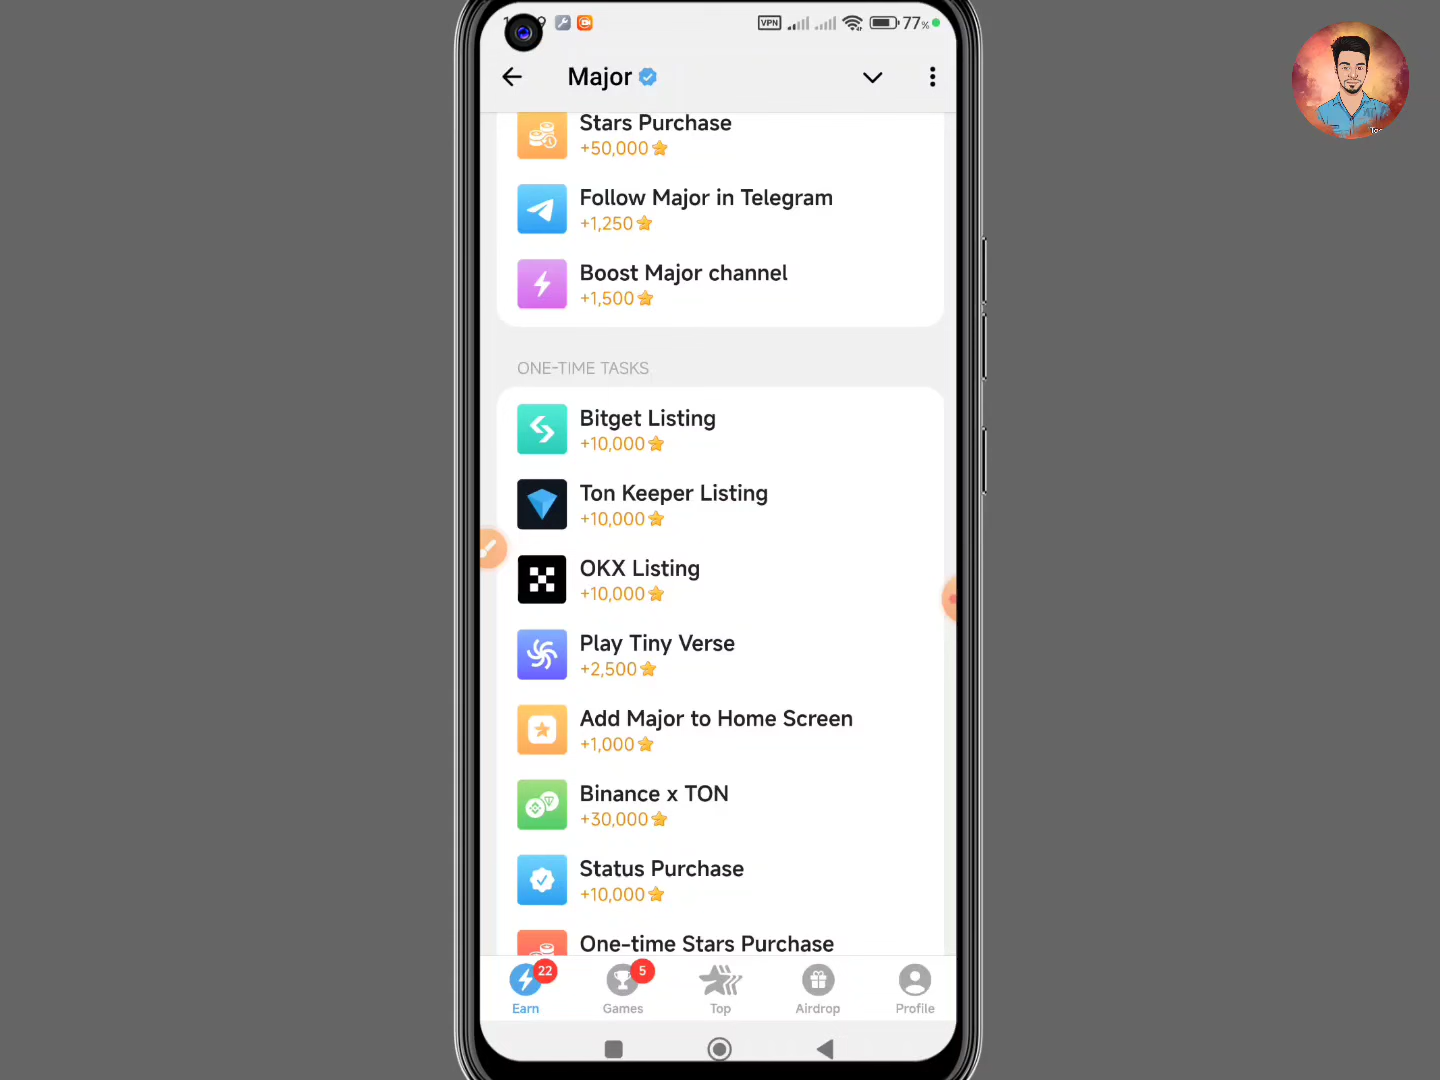 VPN 77%
Major
Stars Purchase
+50,000
Follow Major in Telegram
+1,250
Boost Major channel
+1,500
ONE-TIME TASKS
Bitget Listing
+10,000
Ton Keeper Listing
+10,000
OKX Listing
+10,000
Play Tiny Verse
+2,500
Add Major to Home Screen
+1,000
Binance x TON
+30,000
Status Purchase
+10,000
One-time Stars Purchase
22 5
Earn Games Top Airdrop Profile